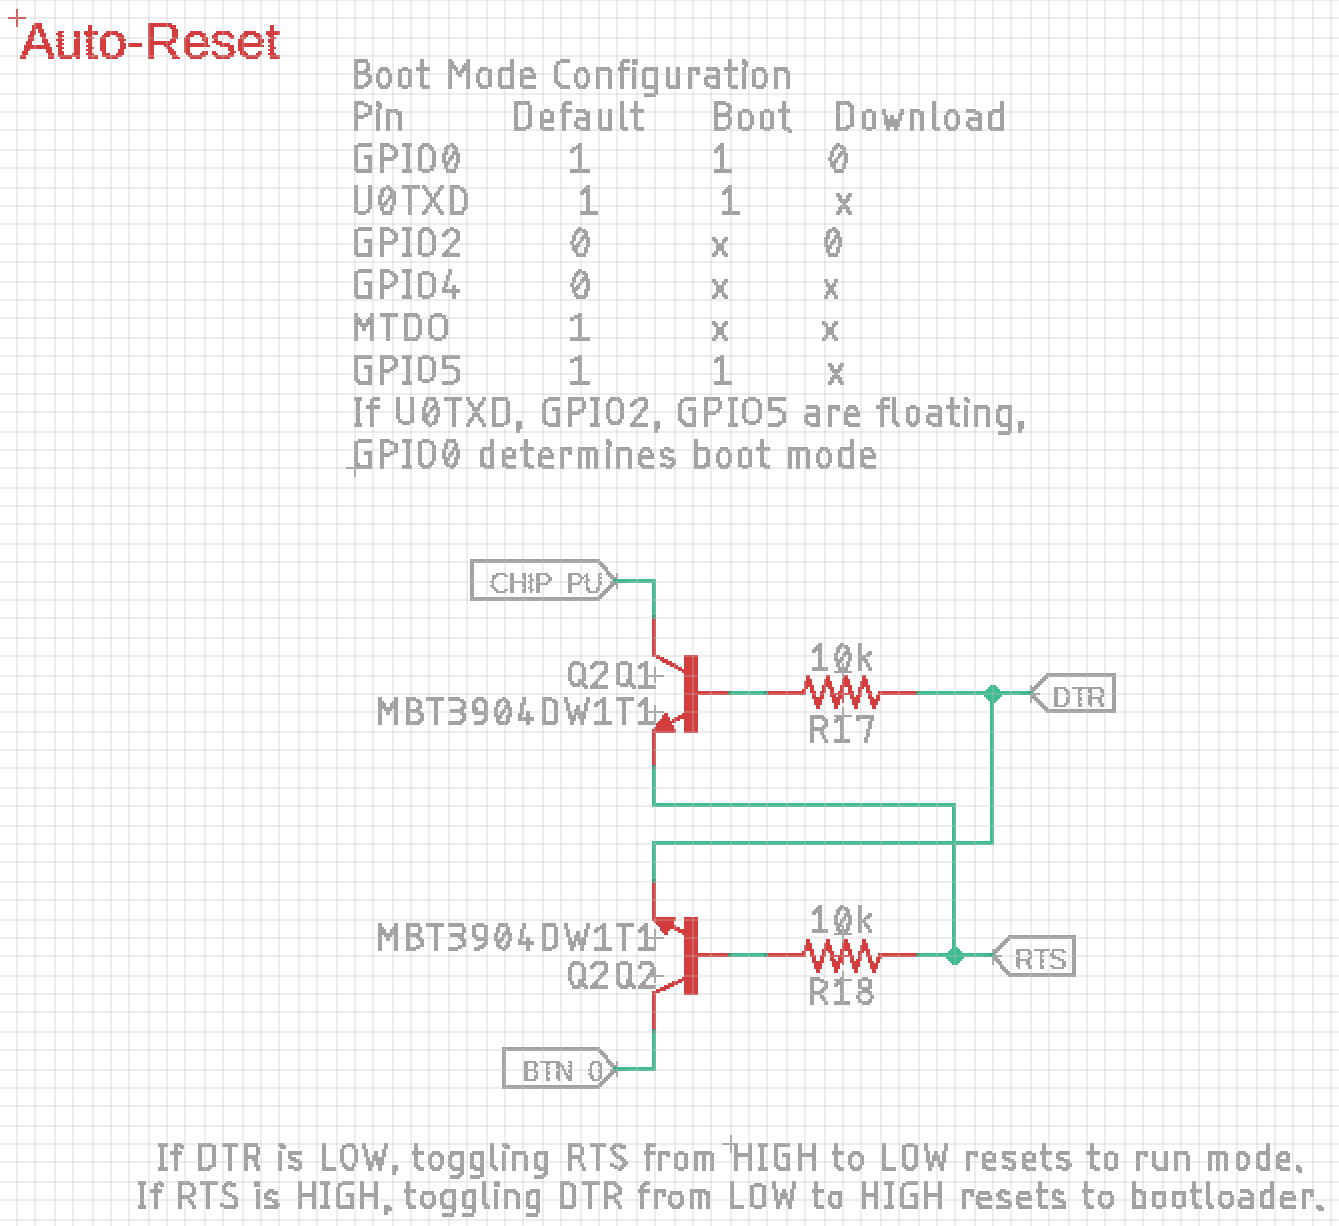 Auto-Reset
Boot Mode Configuration
Pin Default Boot Download
GPIO0 1 1 0
U0TXD 1 1 x
GPIO2 0 x 0
GPIO4 0 x x
MTDO 1 x x
GPIO5 1 1 x
If U0TXD, GPIO2, GPIO5 are floating,
GPIO0 determines boot mode
CHIP_PU
Q2Q1
MBT3904DW1T1
10k
R17
DTR
MBT3904DW1T1
Q2Q2
10k
R18
RTS
BTN_0
If DTR is LOW, toggling RTS from HIGH to LOW resets to run mode.
If RTS is HIGH, toggling DTR from LOW to HIGH resets to bootloader.